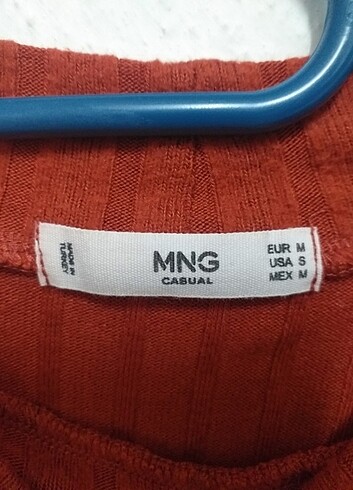 MADE IN
TURKEY
MNG
CASUAL
EUR M
USA S
MEX M